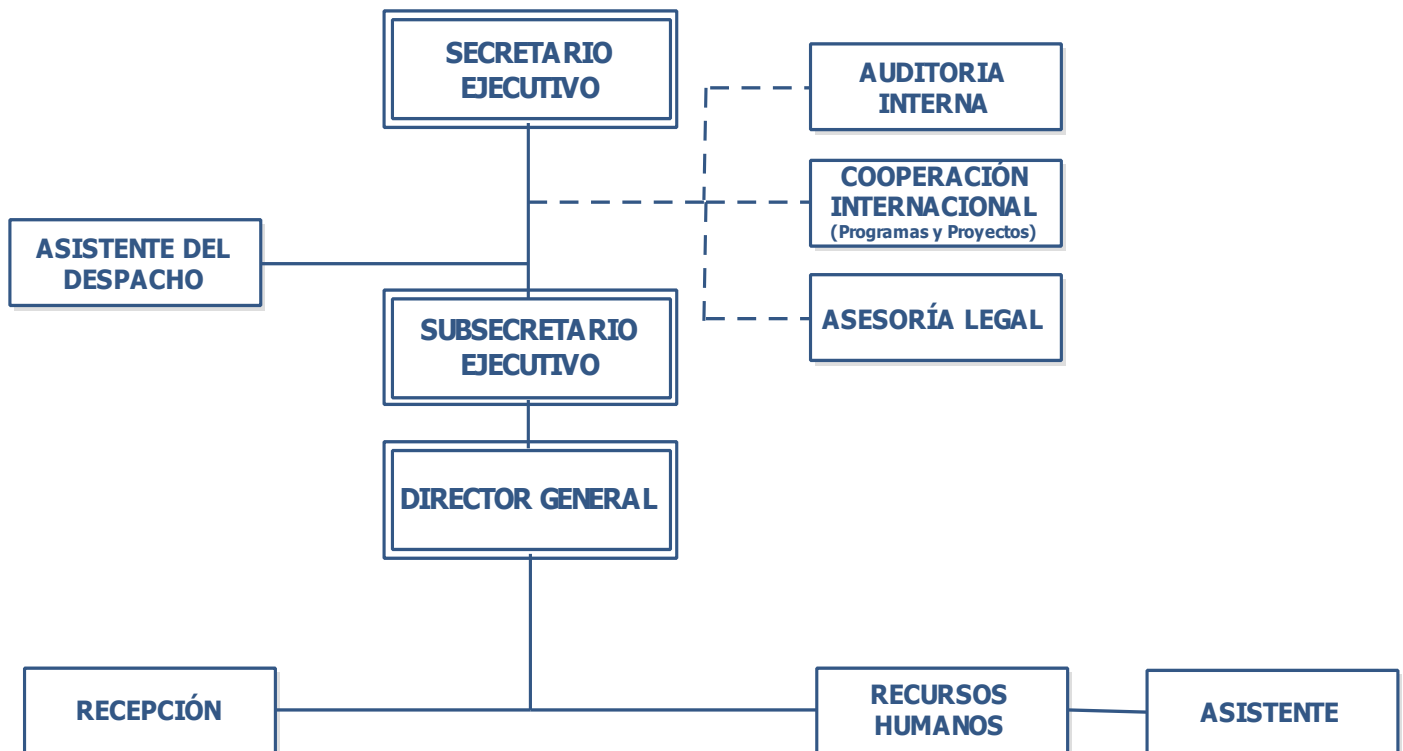 SECRETARIO
EJECUTIVO
AUDITORIA
INTERNA
COOPERACIÓN
INTERNACIONAL
(Programas y Proyectos)
ASISTENTE DEL
DESPACHO
ASESORÍA LEGAL
SUBSECRETARIO
EJECUTIVO
DIRECTOR GENERAL
RECEPCIÓN
RECURSOS
HUMANOS
ASISTENTE